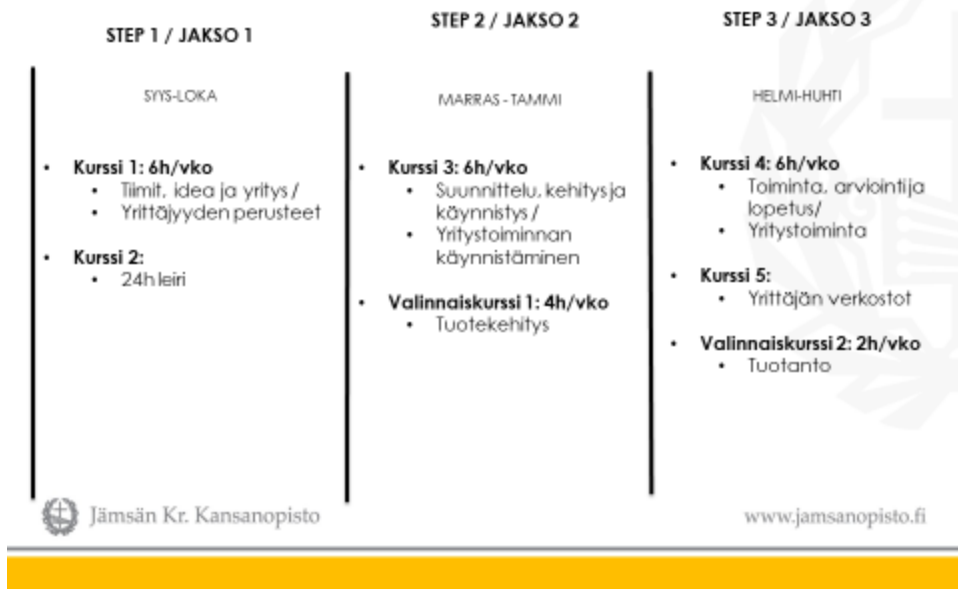 STEP 1 / JAKSO 1
SYYS-LOKA
• Kurssi 1: 6h/vko
• Tiimit, idea ja yritys /
• Yrittäjyyden perusteet
• Kurssi 2:
• 24h leiri
STEP 2 / JAKSO 2
MARRAS - TAMMI
• Kurssi 3: 6h/vko
• Suunnittelu, kehitys ja
käynnistys /
• Yritystoiminnan
käynnistäminen
• Valinnaiskurssi 1: 4h/vko
• Tuotekehitys
STEP 3 / JAKSO 3
HELMI-HUHTI
• Kurssi 4: 6h/vko
• Toiminta, arviointi ja
lopetus/
• Yritystoiminta
• Kurssi 5:
• Yrittäjän verkostot
• Valinnaiskurssi 2: 2h/vko
• Tuotanto
Jämsän Kr. Kansanopisto
www.jamsanopisto.fi